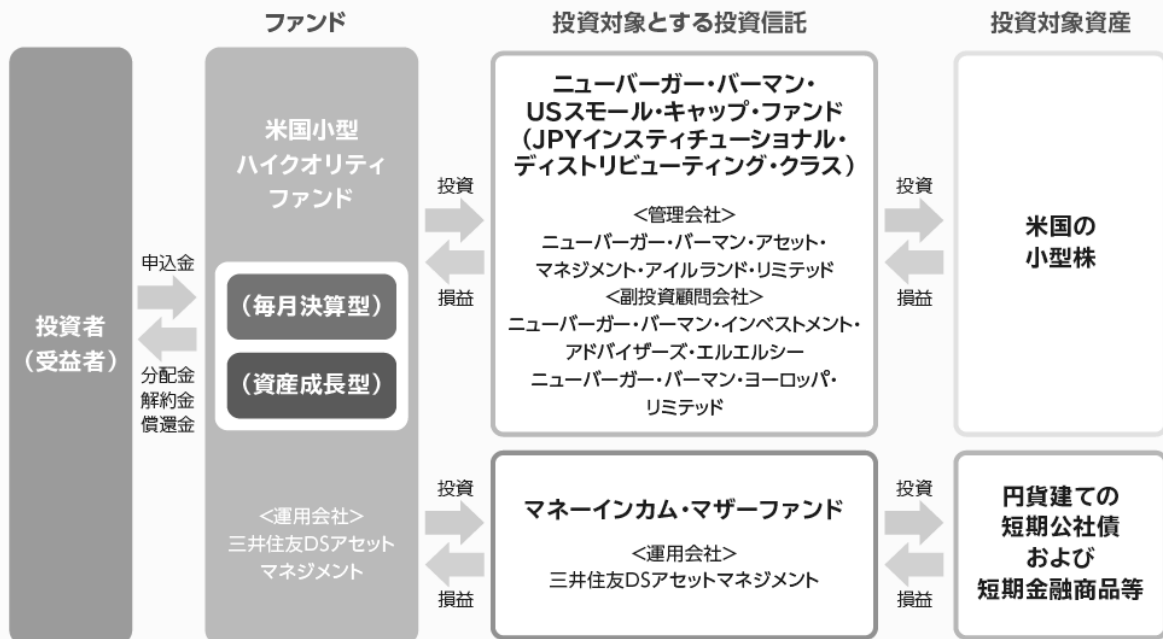 ファンド
投資対象とする投資信託
投資対象資産
投資者
（受益者）
申込金
分配金
解約金
償還金
米国小型
ハイクオリティ
ファンド
（毎月決算型）
（資産成長型）
＜運用会社＞
三井住友DSアセット
マネジメント
投資
損益
ニューバーガー・バーマン・
USスモール・キャップ・ファンド
（JPYインスティチューショナル・
ディストリビューティング・クラス）
＜管理会社＞
ニューバーガー・バーマン・アセット・
マネジメント・アイルランド・リミテッド
＜副投資顧問会社＞
ニューバーガー・バーマン・インベストメント・
アドバイザーズ・エルエルシー
ニューバーガー・バーマン・ヨーロッパ・
リミテッド
投資
損益
米国の
小型株
投資
損益
マネーインカム・マザーファンド
＜運用会社＞
三井住友DSアセットマネジメント
投資
損益
円貨建ての
短期公社債
および
短期金融商品等